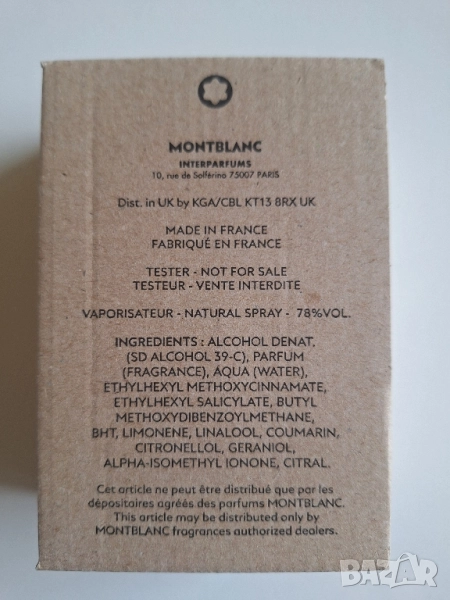 MONTBLANC
INTERPARFUMS
10, rue de Solférino 75007 PARIS
Dist. in UK by KGA/CBL KT13 8RX UK
MADE IN FRANCE
FABRIQUÉ EN FRANCE
TESTER - NOT FOR SALE
TESTEUR - VENTE INTERDITE
VAPORISATEUR - NATURAL SPRAY - 78%VOL.
INGREDIENTS : ALCOHOL DENAT.
(SD ALCOHOL 39-C), PARFUM
(FRAGRANCE), AQUA (WATER),
ETHYLHEXYL METHOXYCINNAMATE,
ETHYLHEXYL SALICYLATE, BUTYL
METHOXYDIBENZOYLMETHANE,
BHT, LIMONENE, LINALOOL, COUMARIN,
CITRONELLOL, GERANIOL,
ALPHA-ISOMETHYL IONONE, CITRAL.
Cet article ne peut être distribué que par les
dépositaires agréés des parfums MONTBLANC.
This article may be distributed only by
MONTBLANC fragrances authorized dealers.
BAZAR.bg